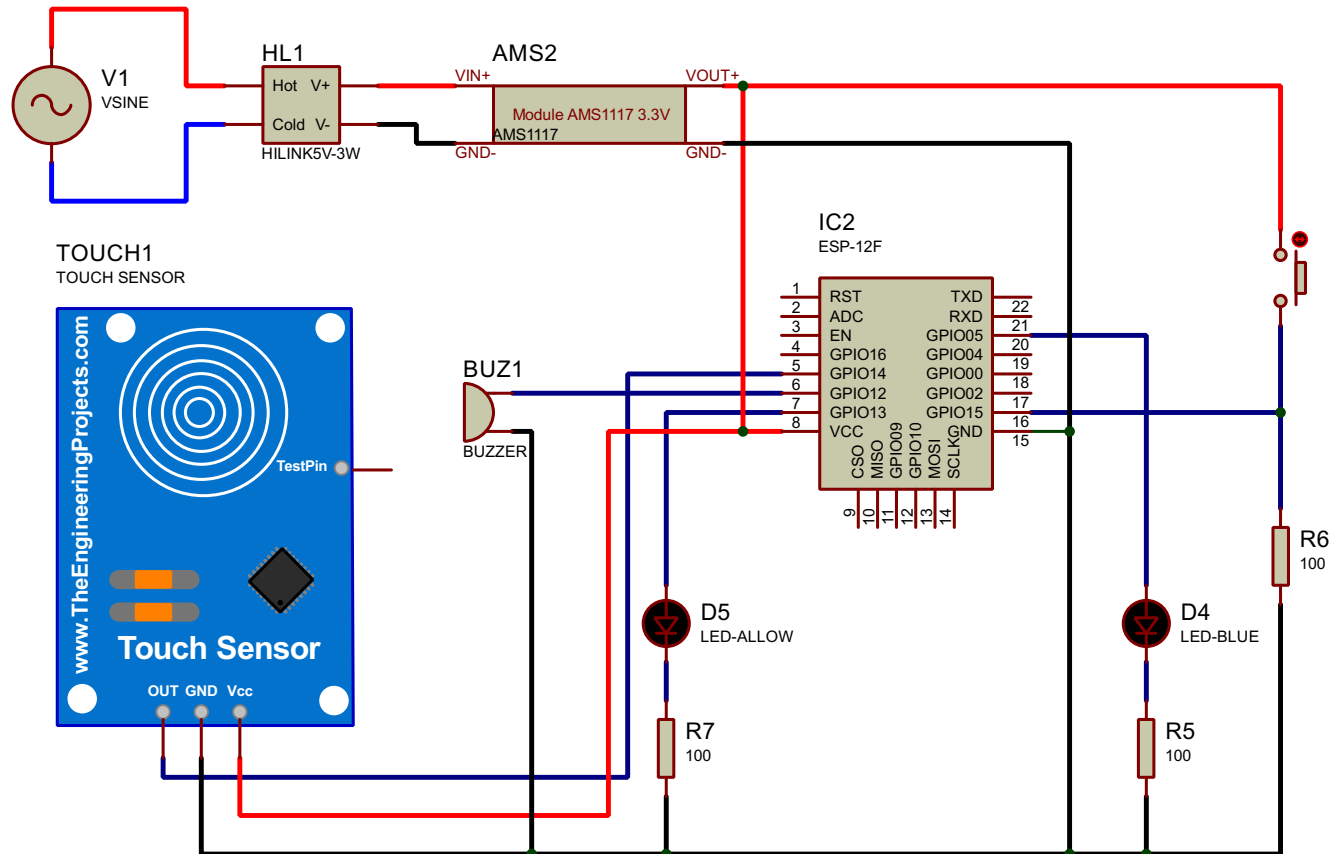 HL1
AMS2
V1
VSINE
Hot V+
Cold V-
HILINK5V-3W
VIN+
VOUT+
Module AMS1117 3.3V
AMS1117
GND-
GND-
TOUCH1
TOUCH SENSOR
www.TheEngineeringProjects.com
TestPin
Touch Sensor
OUT GND Vcc
BUZ1
BUZZER
IC2
ESP-12F
1 RST
2 ADC
3 EN
4 GPIO16
5 GPIO14
6 GPIO12
7 GPIO13
8 VCC
CSO 9
MISO 10
GPIO09 11
GPIO10 12
MOSI 13
SCLK 14
TXD 22
RXD 21
GPIO05 20
GPIO04 19
GPIO00 18
GPIO02 17
GPIO15 16
GND 15
D5
LED-ALLOW
R7
100
D4
LED-BLUE
R5
100
R6
100